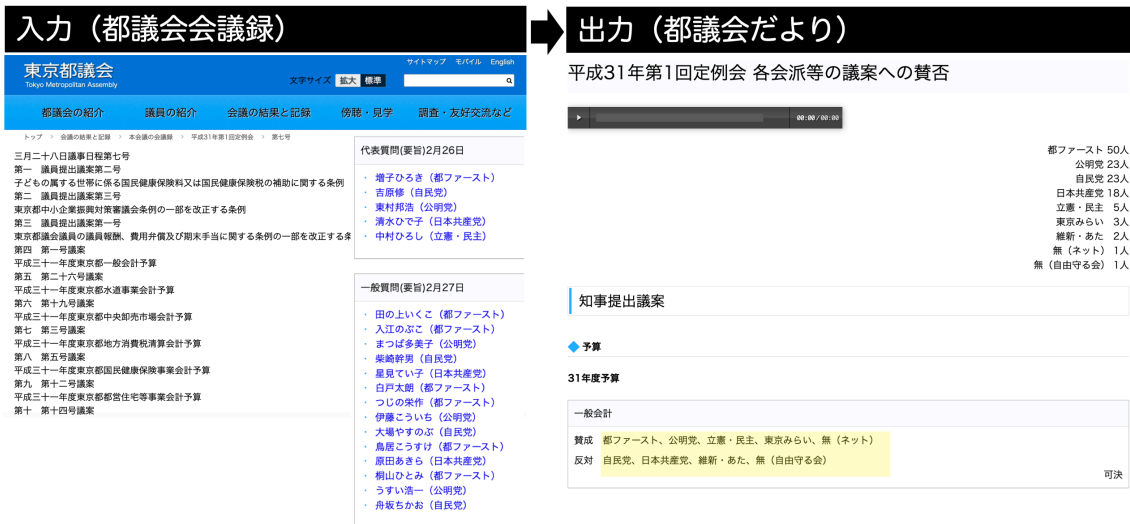 入力（都議会会議録）
東京都議会
Tokyo Metropolitan Assembly
サイトマップ モバイル English
文字サイズ 拡大 標準
都議会の紹介 議員の紹介 会議の結果と記録 傍聴・見学 調査・友好交流など
トップ > 会議の結果と記録 > 本会議の会議録 > 平成31年第1回定例会 > 第七号
三月二十八日議事日程第七号
第一 議員提出議案第二号
子どもの属する世帯に係る国民健康保険料又は国民健康保険税の補助に関する条例
第二 議員提出議案第三号
東京都中小企業振興対策審議会条例の一部を改正する条例
第三 議員提出議案第一号
東京都議会議員の議員報酬、費用弁償及び期末手当に関する条例の一部を改正する条
第四 第一号議案
平成三十一年度東京都一般会計予算
第五 第二十六号議案
平成三十一年度東京都水道事業会計予算
第六 第十九号議案
平成三十一年度東京都中央卸売市場会計予算
第七 第三号議案
平成三十一年度東京都地方消費税清算会計予算
第八 第五号議案
平成三十一年度東京都国民健康保険事業会計予算
第九 第十二号議案
平成三十一年度東京都都営住宅等事業会計予算
第十 第十四号議案
代表質問(要旨)2月26日
・ 増子ひろき（都ファースト）
・ 吉原修（自民党）
・ 東村邦浩（公明党）
・ 清水ひで子（日本共産党）
・ 中村ひろし（立憲・民主）
一般質問(要旨)2月27日
・ 田の上いくこ（都ファースト）
・ 入江のぶこ（都ファースト）
・ まつば多美子（公明党）
・ 柴崎幹男（自民党）
・ 星見てい子（日本共産党）
・ 白戸太朗（都ファースト）
・ つじの栄作（都ファースト）
・ 伊藤こういち（公明党）
・ 大場やすのぶ（自民党）
・ 鳥居こうすけ（都ファースト）
・ 原田あきら（日本共産党）
・ 桐山ひとみ（都ファースト）
・ うすい浩一（公明党）
・ 舟坂ちかお（自民党）
出力（都議会だより）
平成31年第1回定例会 各会派等の議案への賛否
00:00/00:00
都ファースト 50人
公明党 23人
自民党 23人
日本共産党 18人
立憲・民主 5人
東京みらい 3人
維新・あた 2人
無（ネット） 1人
無（自由守る会） 1人
知事提出議案
予算
31年度予算
一般会計
賛成 都ファースト、公明党、立憲・民主、東京みらい、無（ネット）
反対 自民党、日本共産党、維新・あた、無（自由守る会）
可決